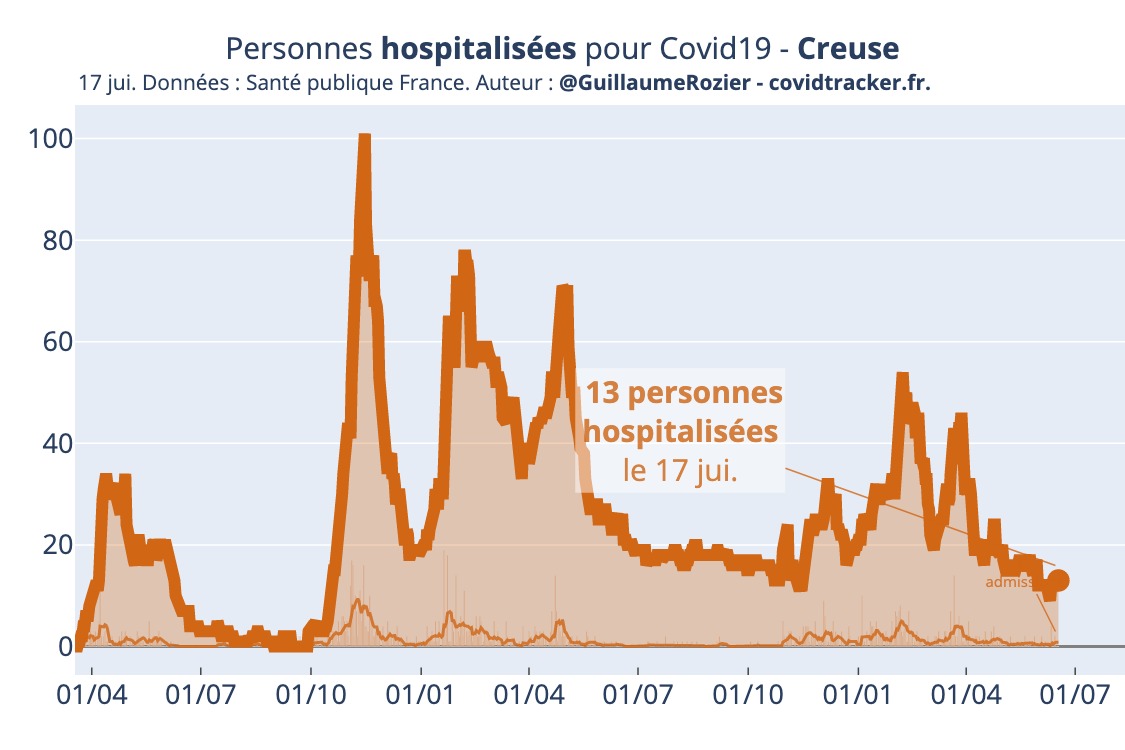 Personnes hospitalisées pour Covid19 - Creuse
17 jui. Données : Santé publique France. Auteur : @GuillaumeRozier - covidtracker.fr.
100
80
60
40
20
0
13 personnes
hospitalisées
le 17 jui.
01/04 01/07 01/10 01/01 01/04 01/07 01/10 01/01 01/04 01/07